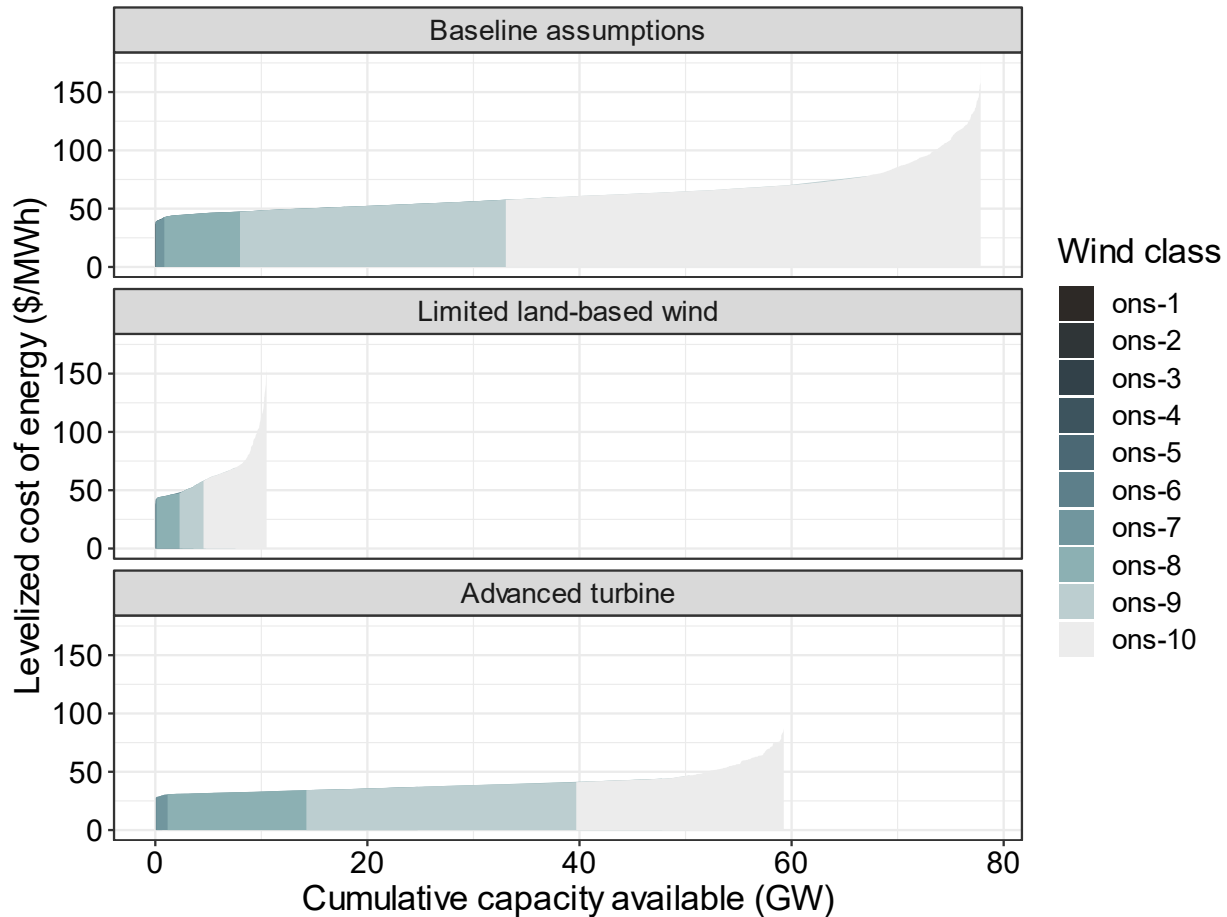 Baseline assumptions
150
100
50
0
Limited land-based wind
150
100
50
0
Advanced turbine
150
100
50
0
0 20 40 60 80
Cumulative capacity available (GW)
Levelized cost of energy ($/MWh)
Wind class
ons-1
ons-2
ons-3
ons-4
ons-5
ons-6
ons-7
ons-8
ons-9
ons-10